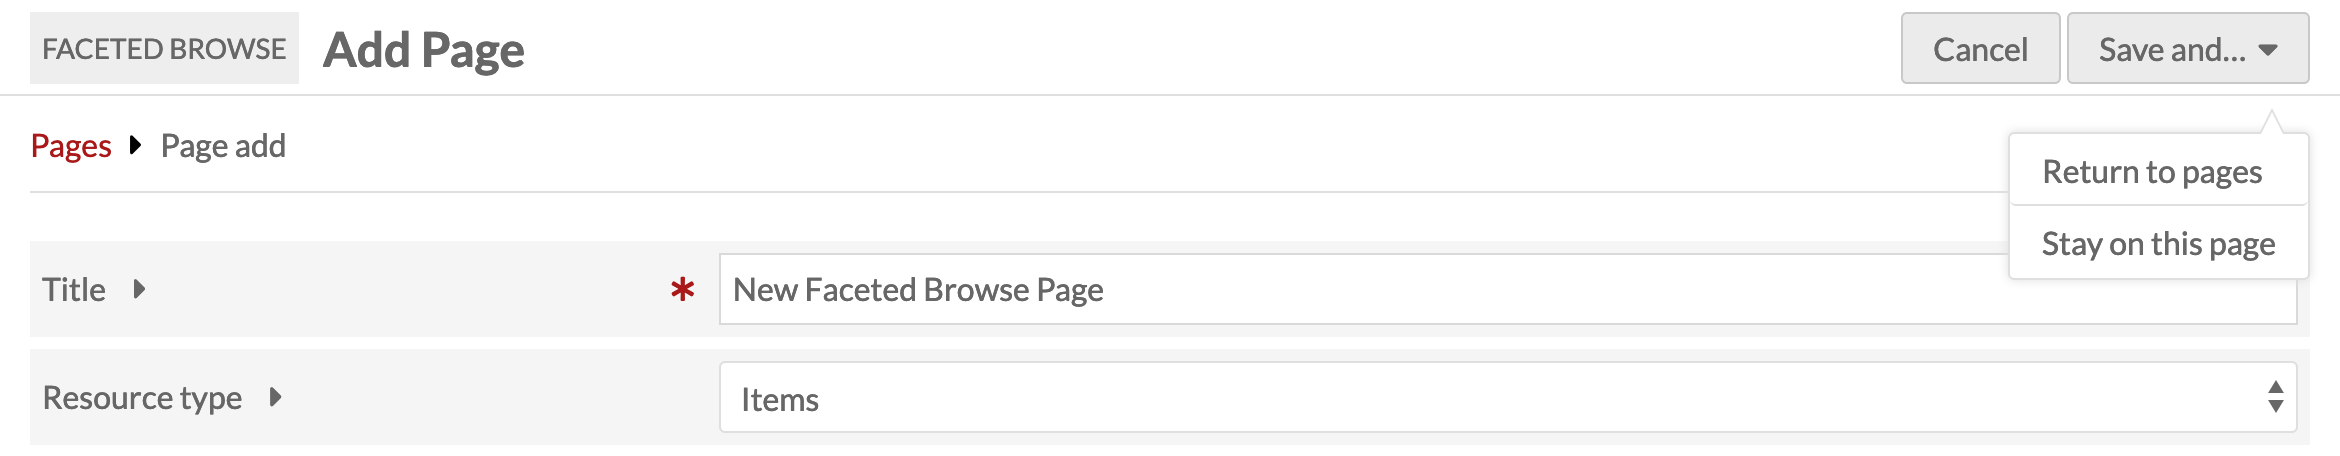 FACETED BROWSE Add Page Cancel Save and...
Pages Page add
Return to pages
Stay on this page
Title * New Faceted Browse Page
Resource type Items